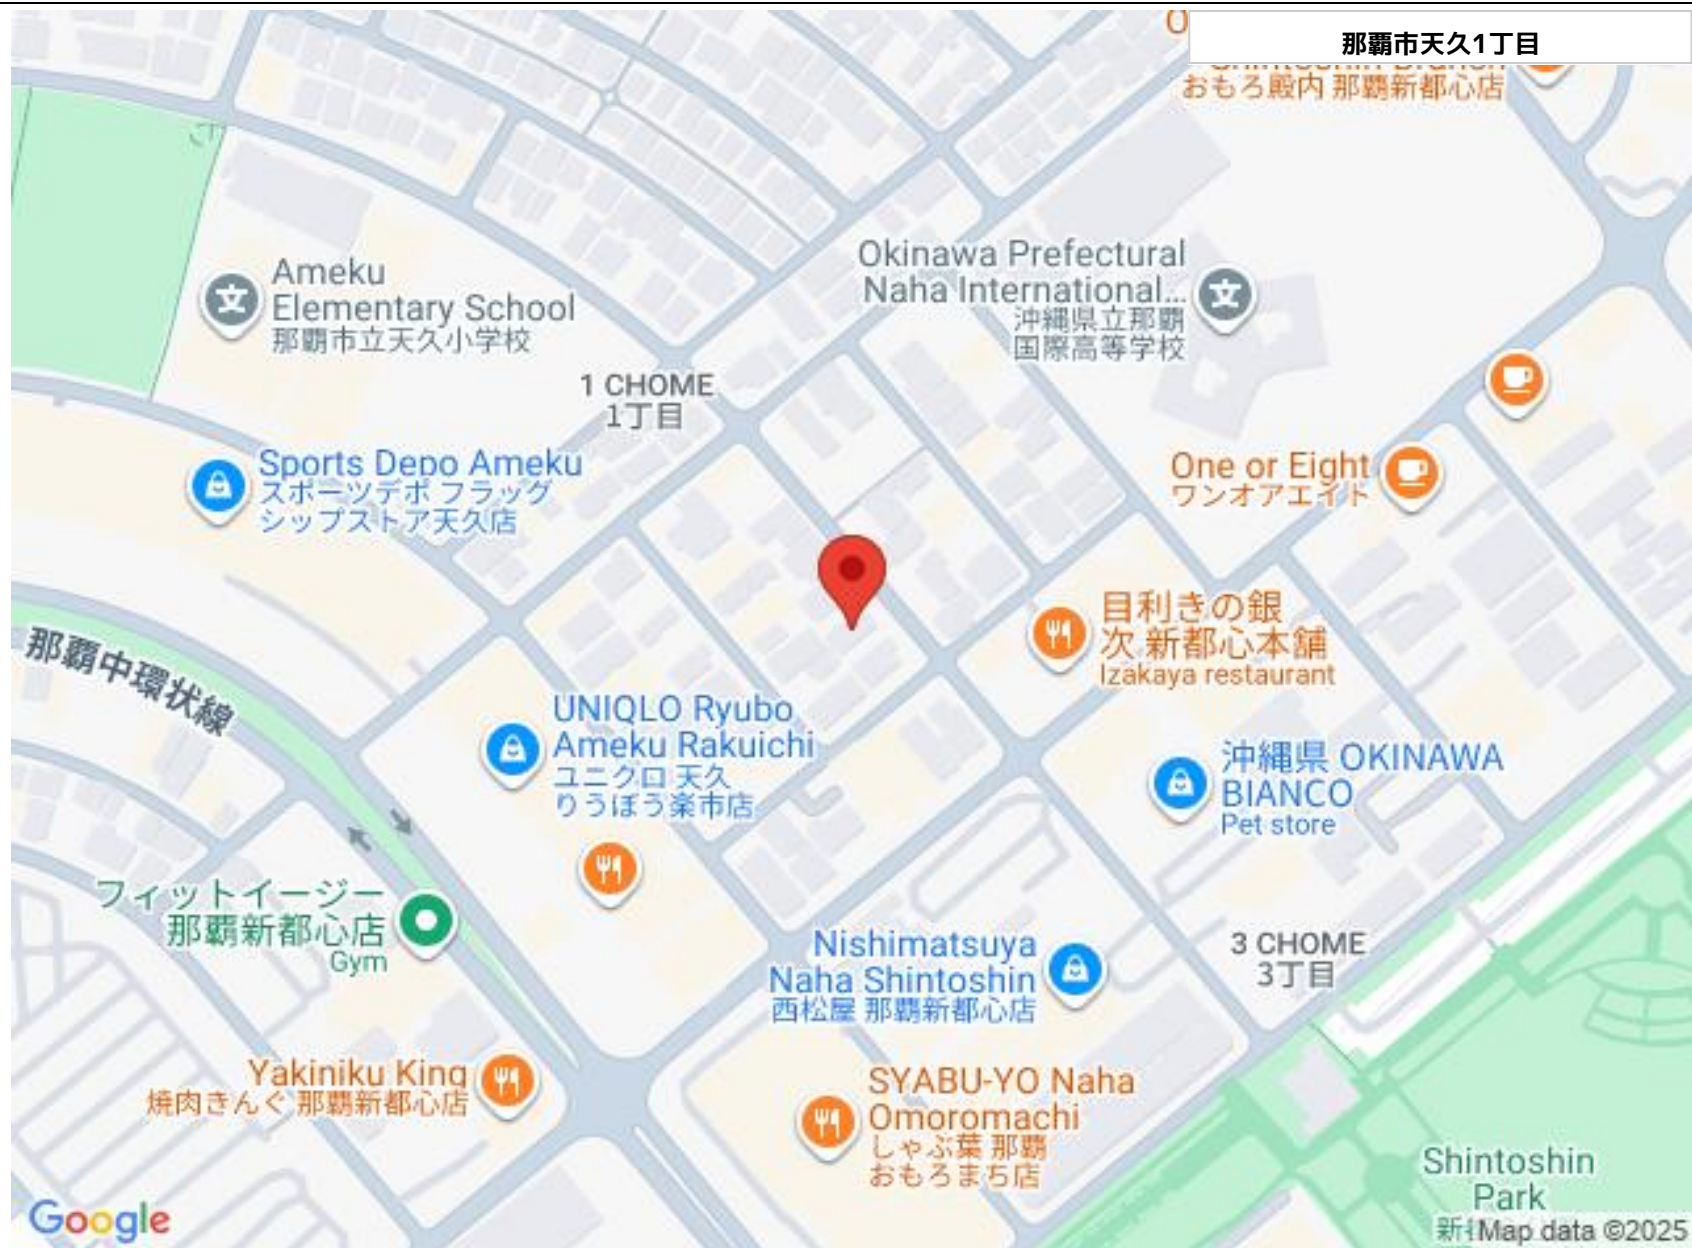 那覇市天久1丁目
おもろ殿内 那覇新都心店
Okinawa Prefectural
Naha International...
沖縄県立那覇
国際高等学校
Ameku
Elementary School
那覇市立天久小学校
1 CHOME
1丁目
Sports Depo Ameku
スポーツデポ フラッグ
シップストア天久店
One or Eight
ワンオアエイト
目利きの銀
次 新都心本舗
Izakaya restaurant
那覇中環状線
UNIQLO Ryubo
Ameku Rakuichi
ユニクロ 天久
りうぼう楽市店
沖縄県 OKINAWA
BIANCO
Pet store
フィットイージー
那覇新都心店
Gym
Nishimatsuya
Naha Shintoshin
西松屋 那覇新都心店
3 CHOME
3丁目
Yakiniku King
焼肉きんぐ 那覇新都心店
SYABU-YO Naha
Omoromachi
しゃぶ葉 那覇
おもろまち店
Shintoshin
Park
Google
Map data ©2025